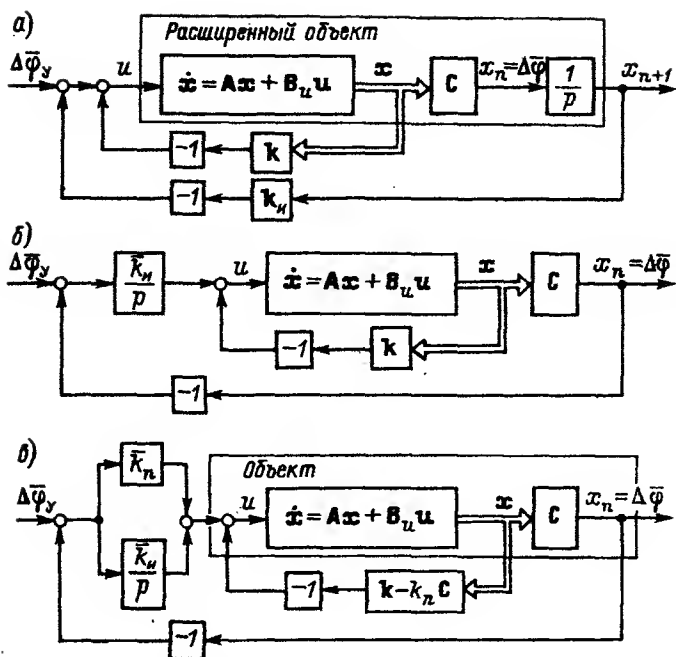 а)
Расширенный объект
Δφ̄у
u
ẋ = Ax + Bᵤu
x
C
xₙ=Δφ̄
1/p
xₙ₊₁
-1
k
-1
kи
б)
Δφ̄у
k̄и/p
u
ẋ = Ax + Bᵤu
x
C
xₙ=Δφ̄
-1
k
-1
в)
k̄п
Объект
Δφ̄у
u
ẋ = Ax + Bᵤu
x
C
xₙ=Δφ̄
k̄и/p
-1
k-kₙC
-1